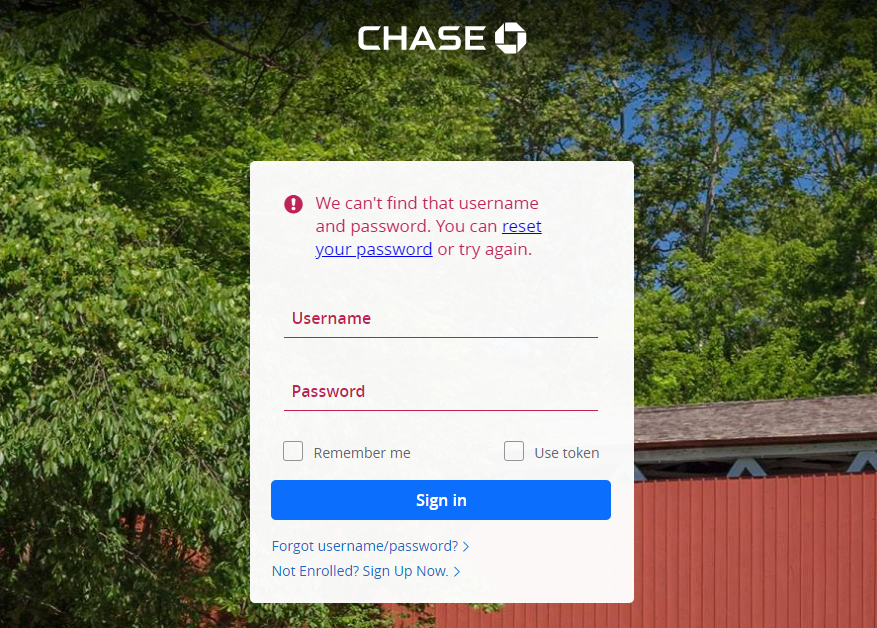 CHASE
We can't find that username
and password. You can reset
your password or try again.
Username
Password
Remember me
Use token
Sign in
Forgot username/password?
Not Enrolled? Sign Up Now.